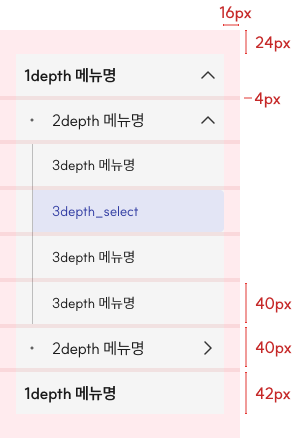 16px
24px
1depth 메뉴명
4px
2depth 메뉴명
3depth 메뉴명
3depth_select
3depth 메뉴명
3depth 메뉴명
40px
2depth 메뉴명
40px
1depth 메뉴명
42px